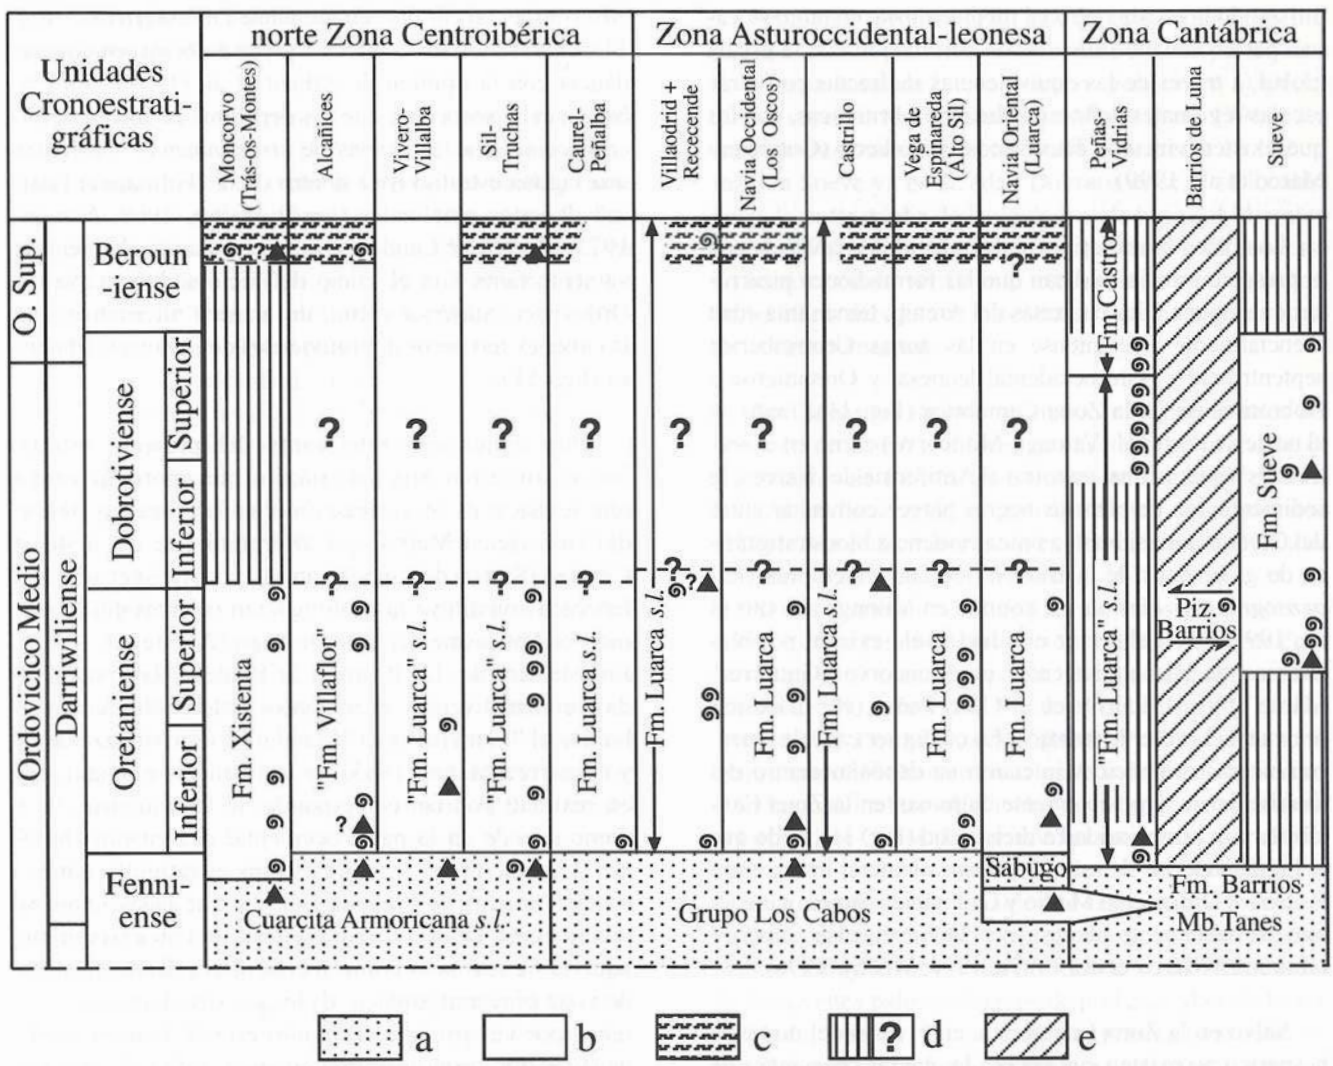 norte Zona Centroibérica
Zona Asturoccidental-leonesa
Zona Cantábrica
Unidades
Cronoestrati-
gráficas
Moncorvo
(Trás-os-Montes)
Alcañices
Vivero-
Villalba
Sil-
Truchas
Caurel-
Peñalba
Villadrid +
Rececende
Navia Occidental
(Los Oscos)
Castrillo
Vega de
Espinareda
(Alto Sil)
Navia Oriental
(Luarca)
Peñas-
Vidrias
Barrios de Luna
Sueve
O. Sup.
Beroun
-iense
Ordovícico Medio
Darriwiliense
Dobrotiviense
Inferior Superior
Oretaniense
Inferior Superior
Fenni-
ense
?
?
? ? ? ? ? ? ? ?
? ? ? ? ? ? ? ?
?
?
Fm. Xistenta
"Fm. Villaflor"
"Fm. Luarca" s.l.
"Fm. Luarca" s.l.
Fm. Luarca s.l.
Fm. Luarca s.l.
Fm. Luarca
Fm. Luarca s.l.
Fm. Luarca
Fm. Luarca
Fm. Castro
"Fm. Luarca" s.l.
Piz.
Barrios
Fm. Sueve
Cuarcita Armoricana s.l.
Grupo Los Cabos
Sabugo
Fm. Barrios
Mb. Tanes
a
b
c
?
d
e